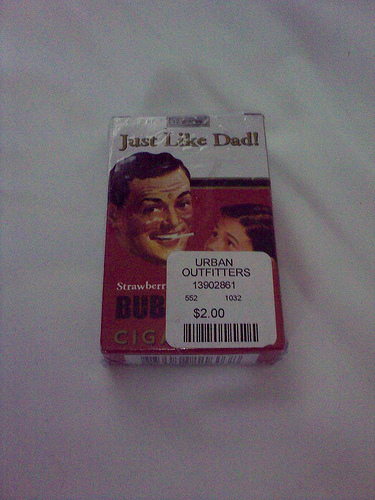 Just Like Dad!
Strawberr
BUB
CIG
URBAN
OUTFITTERS
13902861
552 1032
$2.00